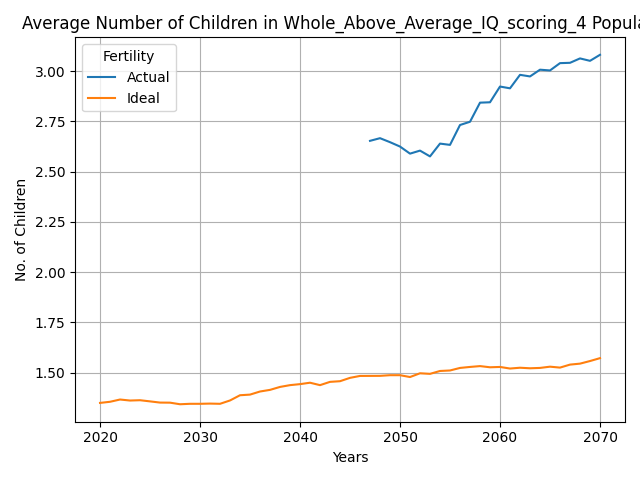 Average Number of Children in Whole_Above_Average_IQ_scoring_4 Popula
Fertility
Actual
Ideal
3.00
2.75
2.50
2.25
2.00
1.75
1.50
No. of Children
2020 2030 2040 2050 2060 2070
Years